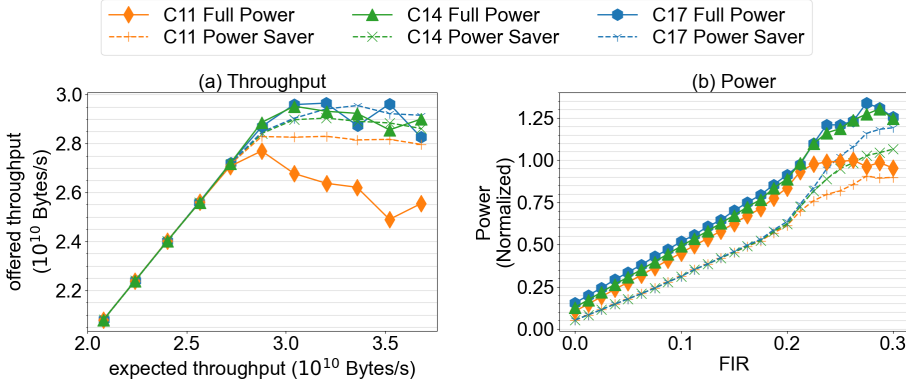 C11 Full Power C14 Full Power C17 Full Power
C11 Power Saver C14 Power Saver C17 Power Saver
(a) Throughput
3.0
2.8
2.6
2.4
2.2
offered throughput
(10^10 Bytes/s)
2.0 2.5 3.0 3.5
expected throughput (10^10 Bytes/s)
(b) Power
1.25
1.00
0.75
0.50
0.25
0.00
Power
(Normalized)
0.0 0.1 0.2 0.3
FIR